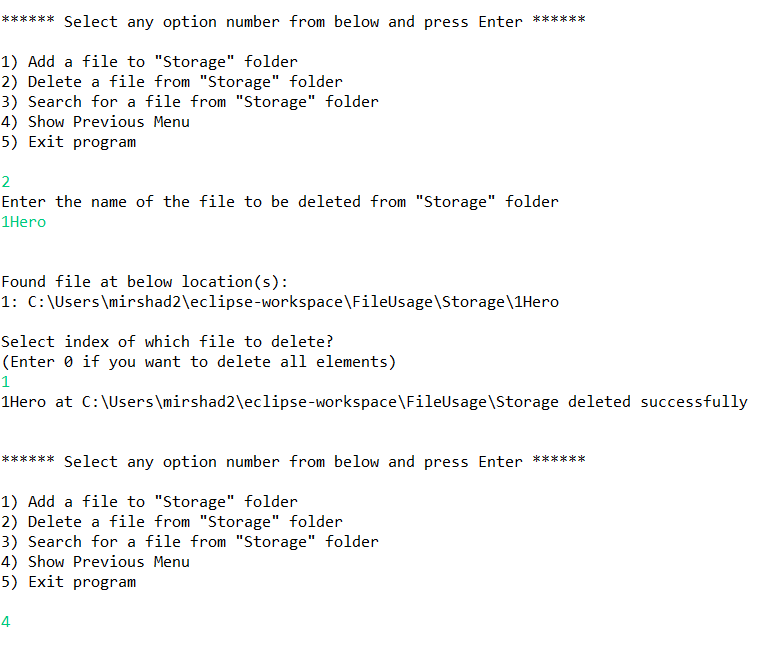 ****** Select any option number from below and press Enter ******
1) Add a file to "Storage" folder
2) Delete a file from "Storage" folder
3) Search for a file from "Storage" folder
4) Show Previous Menu
5) Exit program
2
Enter the name of the file to be deleted from "Storage" folder
1Hero
Found file at below location(s):
1: C:\Users\mirshad2\eclipse-workspace\FileUsage\Storage\1Hero
Select index of which file to delete?
(Enter 0 if you want to delete all elements)
1
1Hero at C:\Users\mirshad2\eclipse-workspace\FileUsage\Storage deleted successfully
****** Select any option number from below and press Enter ******
1) Add a file to "Storage" folder
2) Delete a file from "Storage" folder
3) Search for a file from "Storage" folder
4) Show Previous Menu
5) Exit program
4